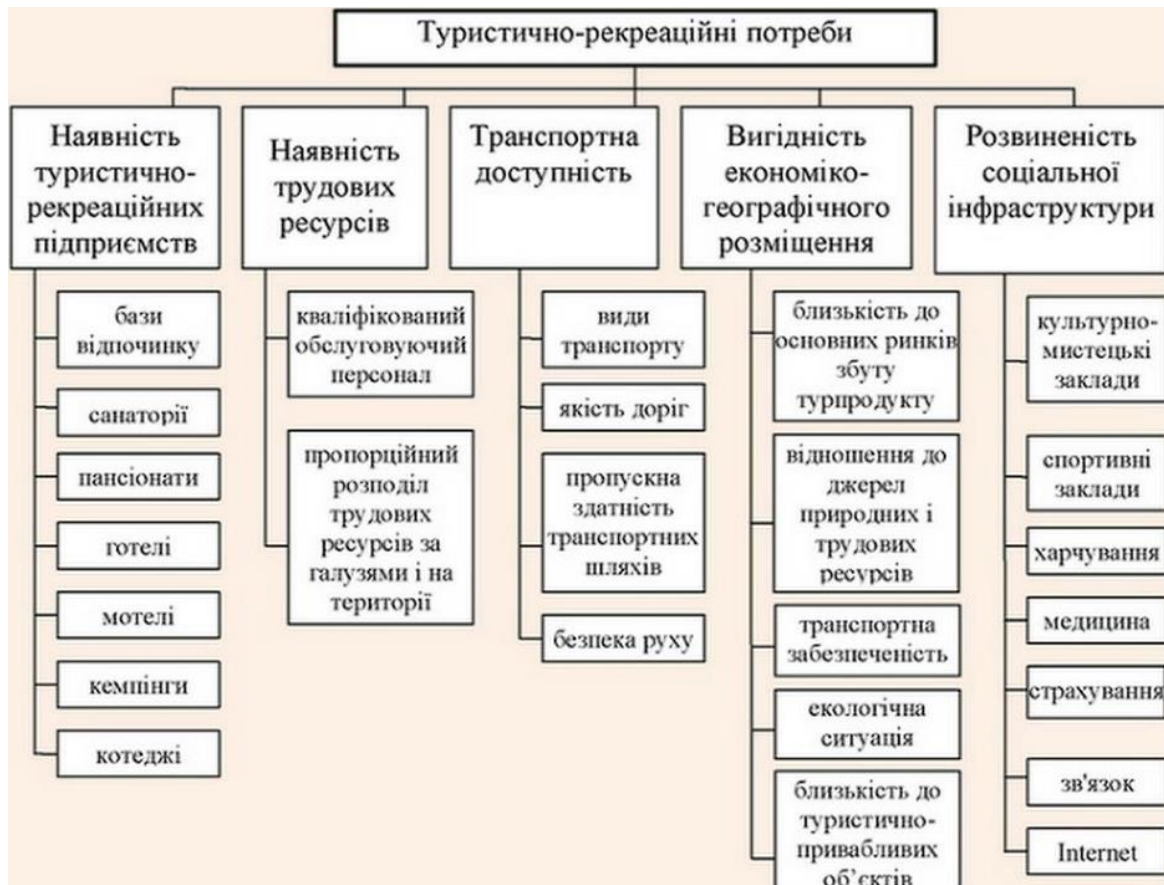 Туристично-рекреаційні потреби
Наявність
туристично-
рекреаційних
підприємств
бази
відпочинку
санаторії
пансіонати
готелі
мотелі
кемпінги
котеджі
Наявність
трудових
ресурсів
кваліфікований
обслуговуючий
персонал
пропорційний
розподіл
трудових
ресурсів за
галузями і на
території
Транспортна
доступність
види
транспорту
якість доріг
пропускна
здатність
транспортних
шляхів
безпека руху
Вигідність
економіко-
географічного
розміщення
близькість до
основних ринків
збуту
турпродукту
відношення до
джерел
природних і
трудових
ресурсів
транспортна
забезпеченість
екологічна
ситуація
близькість до
туристично-
привабливих
об’єктів
Розвиненість
соціальної
інфраструктури
культурно-
мистецькі
заклади
спортивні
заклади
харчування
медицина
страхування
зв'язок
Internet